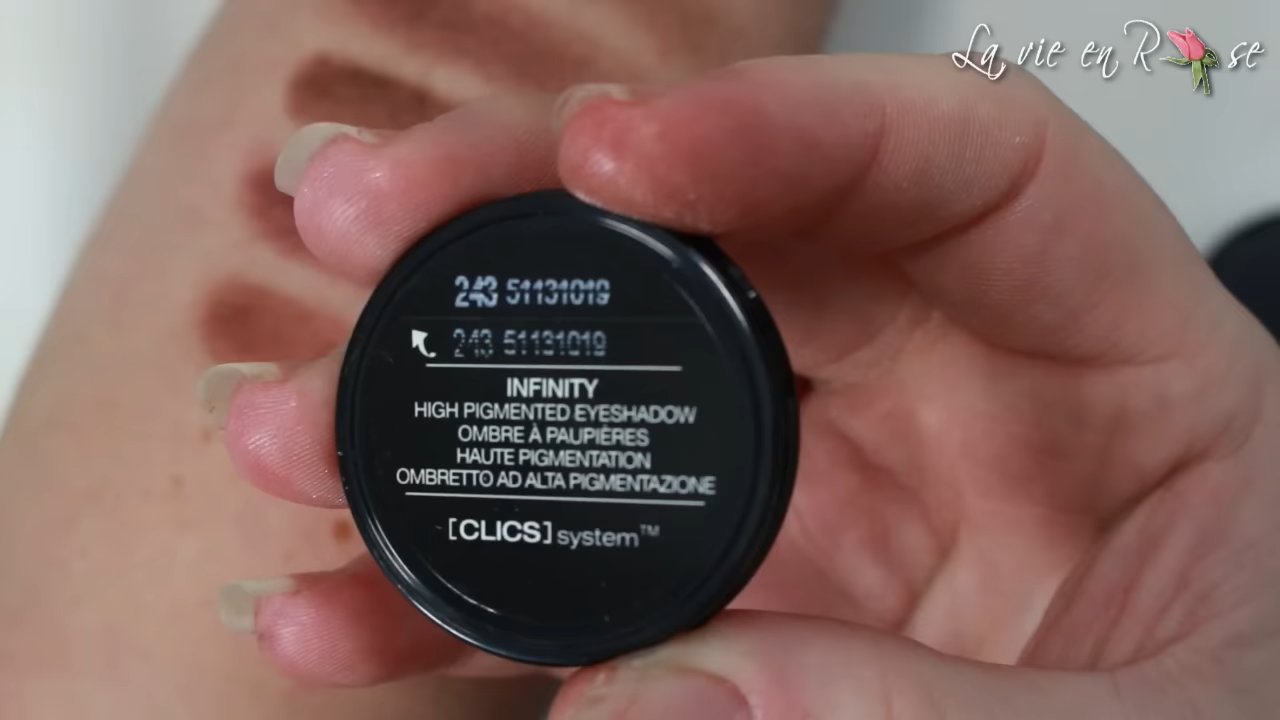 La vie en Rose
243 51131019
243 51131019
INFINITY
HIGH PIGMENTED EYESHADOW
OMBRE À PAUPIÈRES
HAUTE PIGMENTATION
OMBRETTO AD ALTA PIGMENTAZIONE
[CLICS] system™